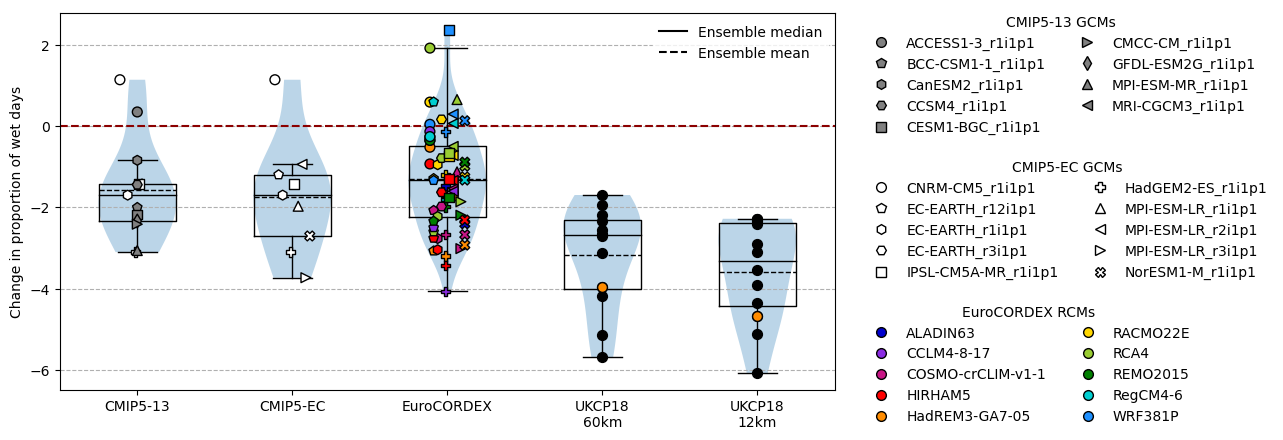 Change in proportion of wet days
2
0
−2
−4
−6
CMIP5-13
CMIP5-EC
EuroCORDEX
UKCP18
60km
UKCP18
12km
Ensemble median
Ensemble mean
CMIP5-13 GCMs
ACCESS1-3_r1i1p1
BCC-CSM1-1_r1i1p1
CanESM2_r1i1p1
CCSM4_r1i1p1
CESM1-BGC_r1i1p1
CMCC-CM_r1i1p1
GFDL-ESM2G_r1i1p1
MPI-ESM-MR_r1i1p1
MRI-CGCM3_r1i1p1
CMIP5-EC GCMs
CNRM-CM5_r1i1p1
EC-EARTH_r12i1p1
EC-EARTH_r1i1p1
EC-EARTH_r3i1p1
IPSL-CM5A-MR_r1i1p1
HadGEM2-ES_r1i1p1
MPI-ESM-LR_r1i1p1
MPI-ESM-LR_r2i1p1
MPI-ESM-LR_r3i1p1
NorESM1-M_r1i1p1
EuroCORDEX RCMs
ALADIN63
CCLM4-8-17
COSMO-crCLIM-v1-1
HIRHAM5
HadREM3-GA7-05
RACMO22E
RCA4
REMO2015
RegCM4-6
WRF381P